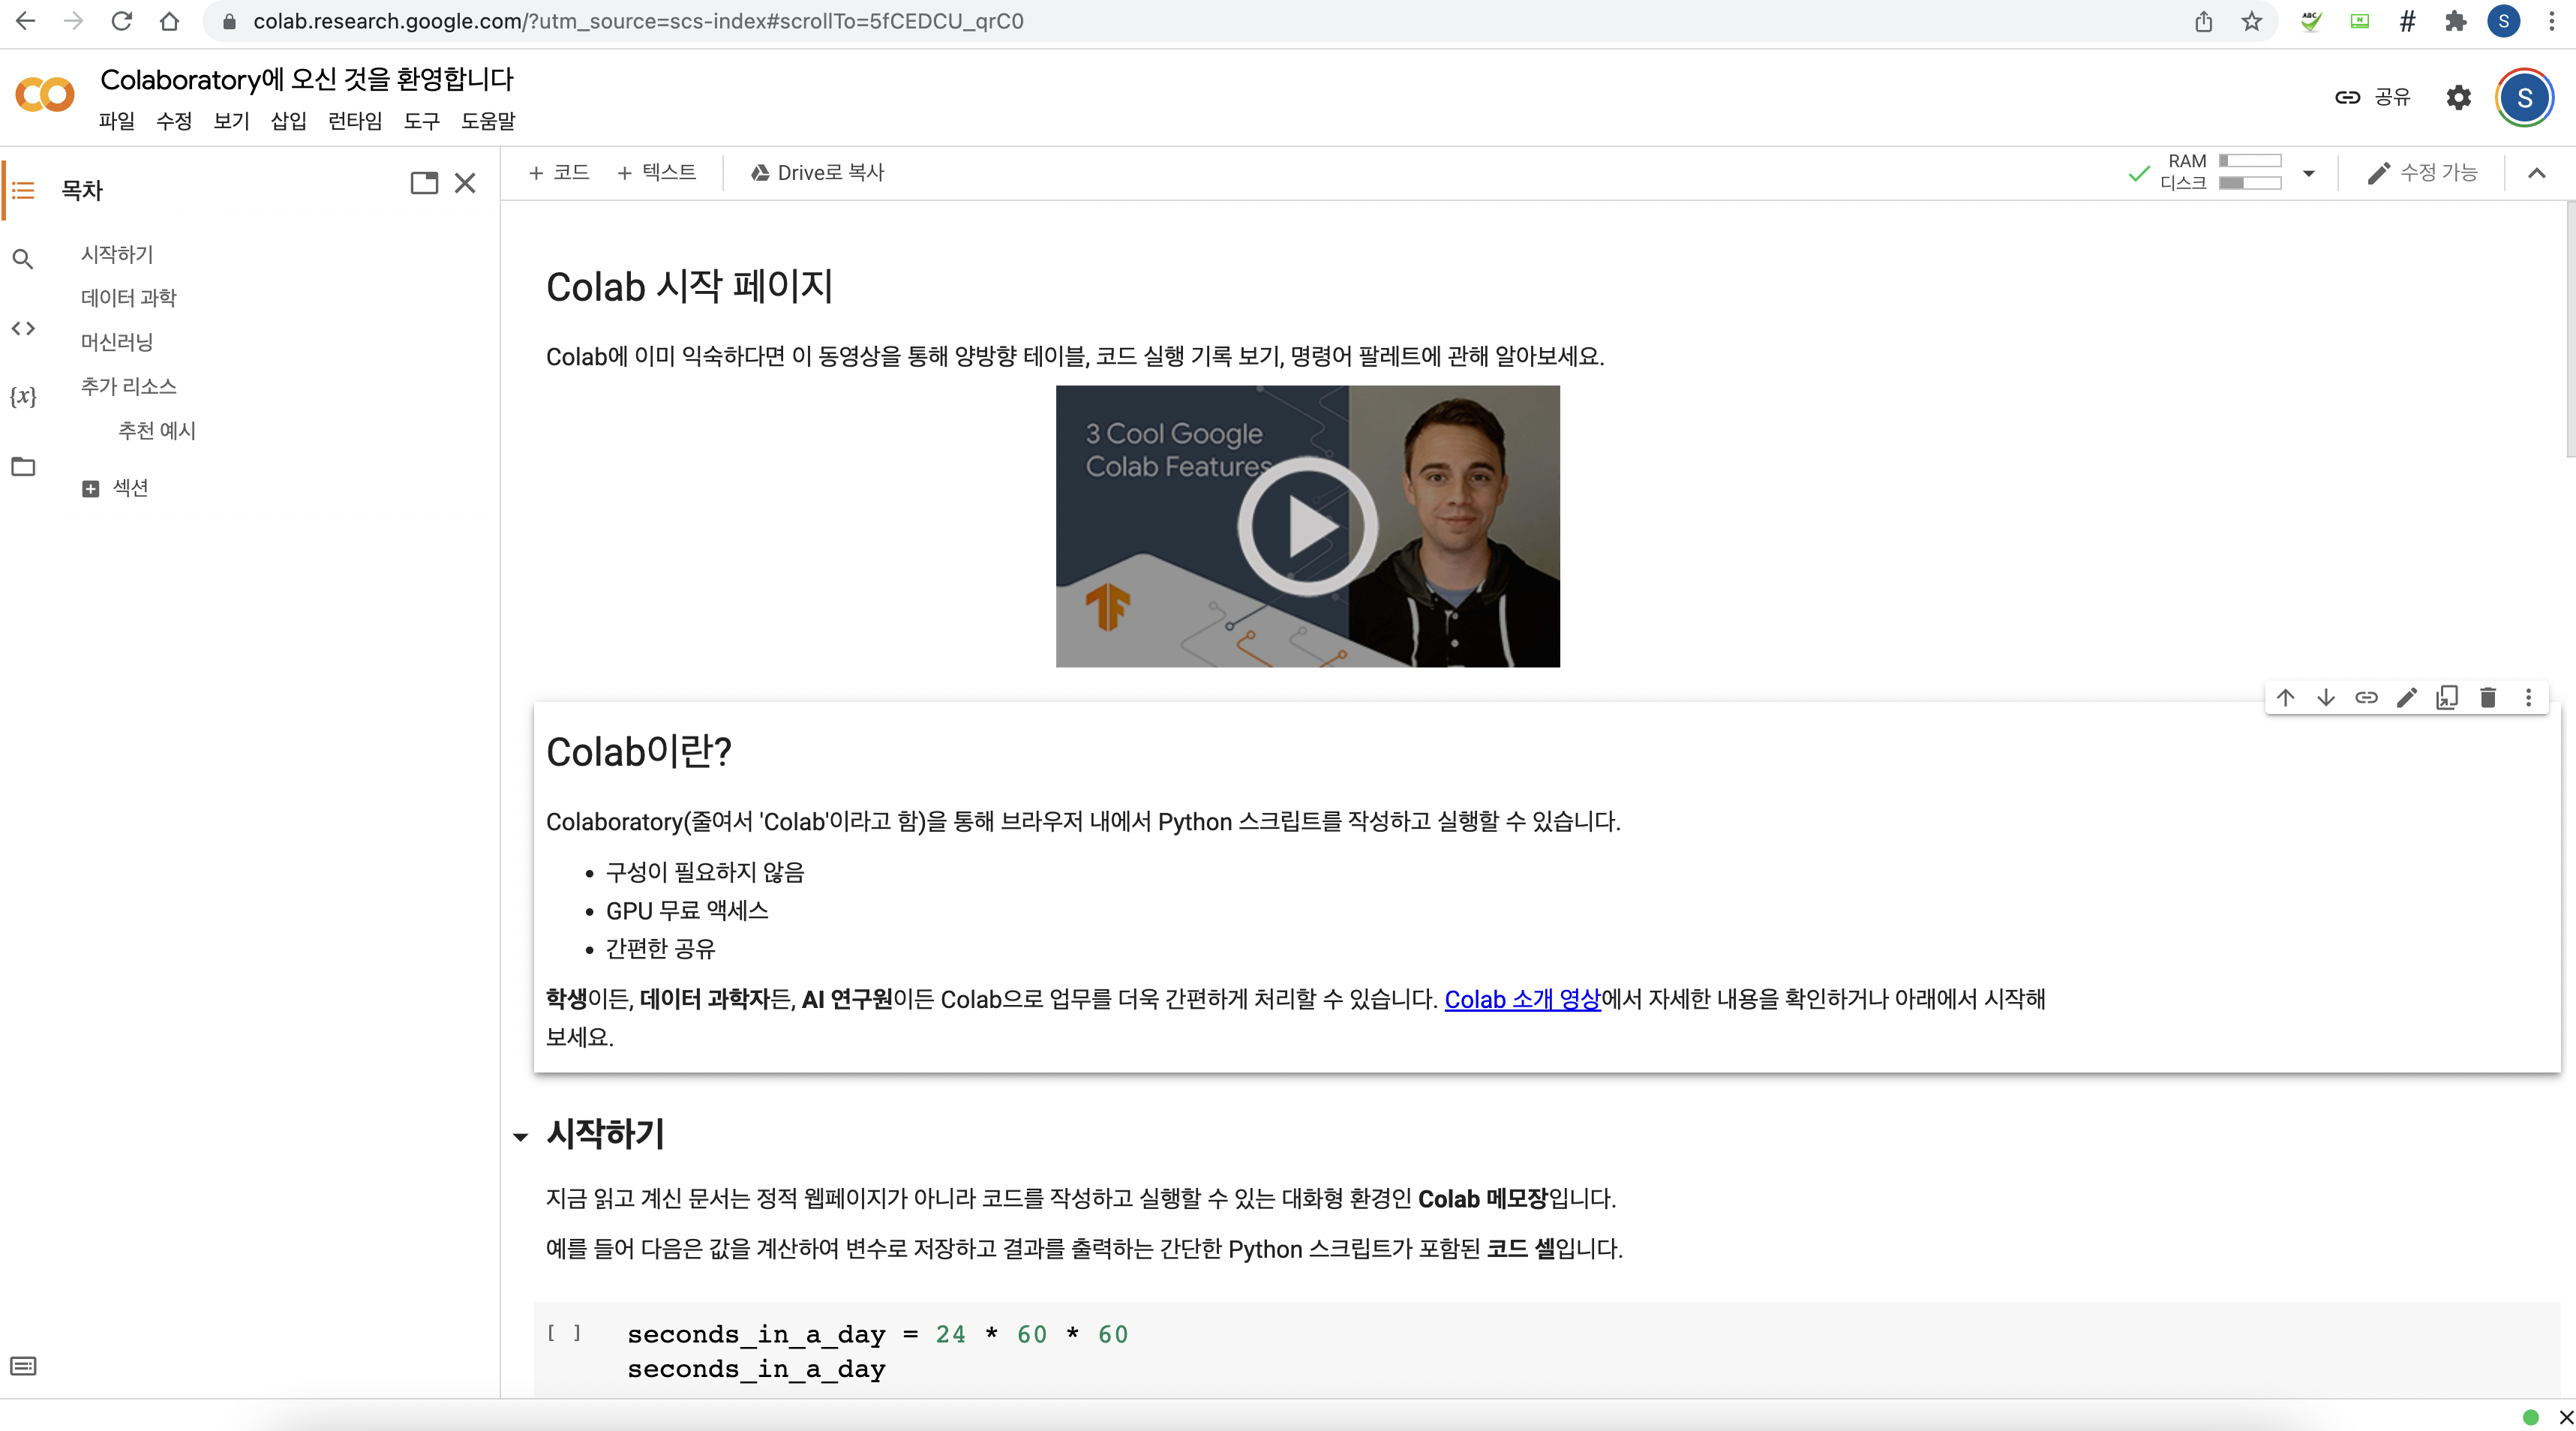 colab.research.google.com/?utm_source=scs-index#scrollTo=5fCEDCU_qrC0
ABC
N
#
S
Colaboratory에 오신 것을 환영합니다
파일 수정 보기 삽입 런타임 도구 도움말
공유
S
목차
시작하기
데이터 과학
머신러닝
추가 리소스
추천 예시
섹션
{x}
+ 코드 + 텍스트 Drive로 복사
RAM
디스크
수정 가능
Colab 시작 페이지
Colab에 이미 익숙하다면 이 동영상을 통해 양방향 테이블, 코드 실행 기록 보기, 명령어 팔레트에 관해 알아보세요.
3 Cool Google
Colab Features
Colab이란?
Colaboratory(줄여서 'Colab'이라고 함)을 통해 브라우저 내에서 Python 스크립트를 작성하고 실행할 수 있습니다.
• 구성이 필요하지 않음
• GPU 무료 액세스
• 간편한 공유
학생이든, 데이터 과학자든, AI 연구원이든 Colab으로 업무를 더욱 간편하게 처리할 수 있습니다. Colab 소개 영상에서 자세한 내용을 확인하거나 아래에서 시작해
보세요.
시작하기
지금 읽고 계신 문서는 정적 웹페이지가 아니라 코드를 작성하고 실행할 수 있는 대화형 환경인 Colab 메모장입니다.
예를 들어 다음은 값을 계산하여 변수로 저장하고 결과를 출력하는 간단한 Python 스크립트가 포함된 코드 셀입니다.
[ ] seconds_in_a_day = 24 * 60 * 60
seconds_in_a_day